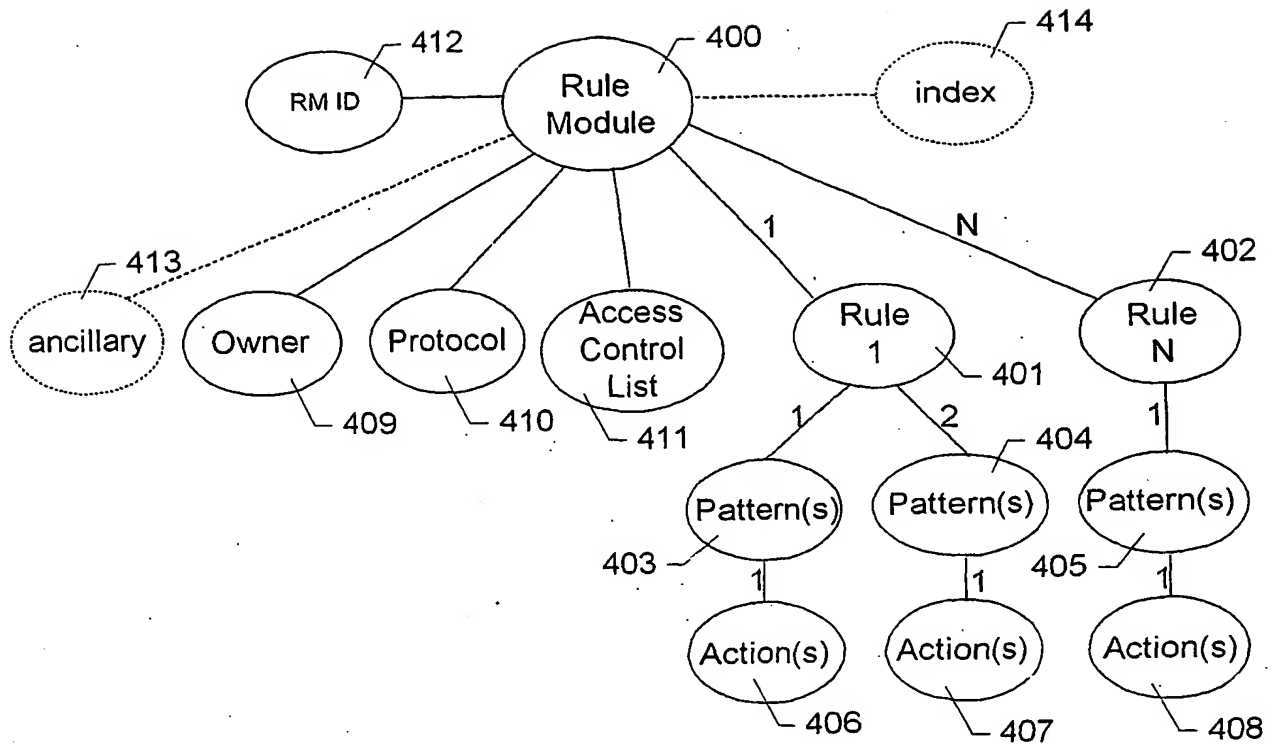 412
400
414
RM ID
Rule
Module
index
1
N
413
402
ancillary
Owner
Protocol
Access
Control
List
Rule
1
Rule
N
401
409
410
411
1
2
404
1
Pattern(s)
Pattern(s)
Pattern(s)
403
1
1
405
1
Action(s)
Action(s)
Action(s)
406
407
408